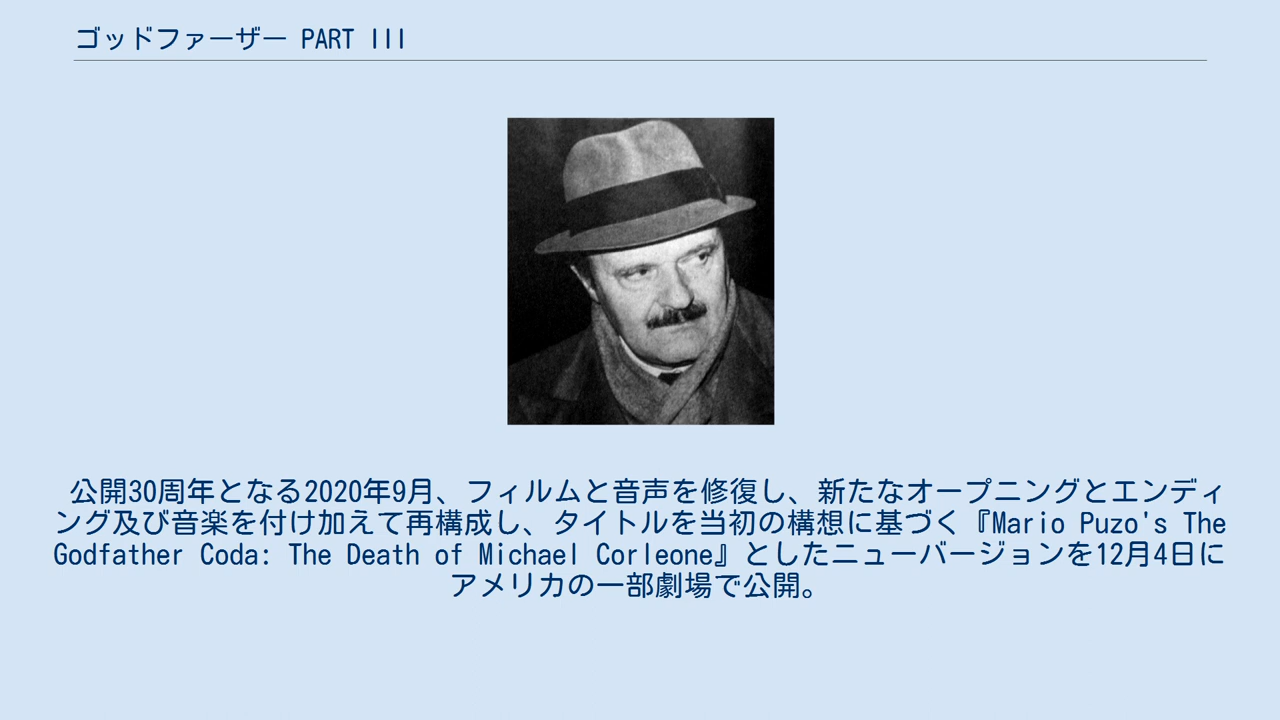 ゴッドファーザー PART III
公開30周年となる2020年9月、フィルムと音声を修復し、新たなオープニングとエンディ
ング及び音楽を付け加えて再構成し、タイトルを当初の構想に基づく『Mario Puzo's The
Godfather Coda: The Death of Michael Corleone』としたニューバージョンを12月4日に
アメリカの一部劇場で公開。